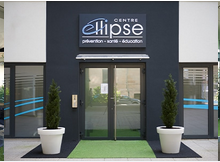 CENTRE
ellipse
prévention - santé - éducation